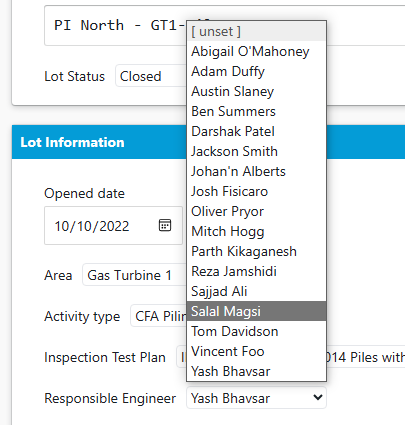 PI North - GT1-
[ unset ]
Abigail O'Mahoney
Adam Duffy
Lot Status Closed
Austin Slaney
Ben Summers
Darshak Patel
Lot Information
Jackson Smith
Johan'n Alberts
Josh Fisicaro
Opened date
Oliver Pryor
10/10/2022
Mitch Hogg
Parth Kikaganesh
Reza Jamshidi
Area Gas Turbine 1
Sajjad Ali
Salal Magsi
Activity type CFA
Tom Davidson
Vincent Foo
Inspection Test Plan 014 Piles with
Yash Bhavsar
Responsible Engineer Yash Bhavsar